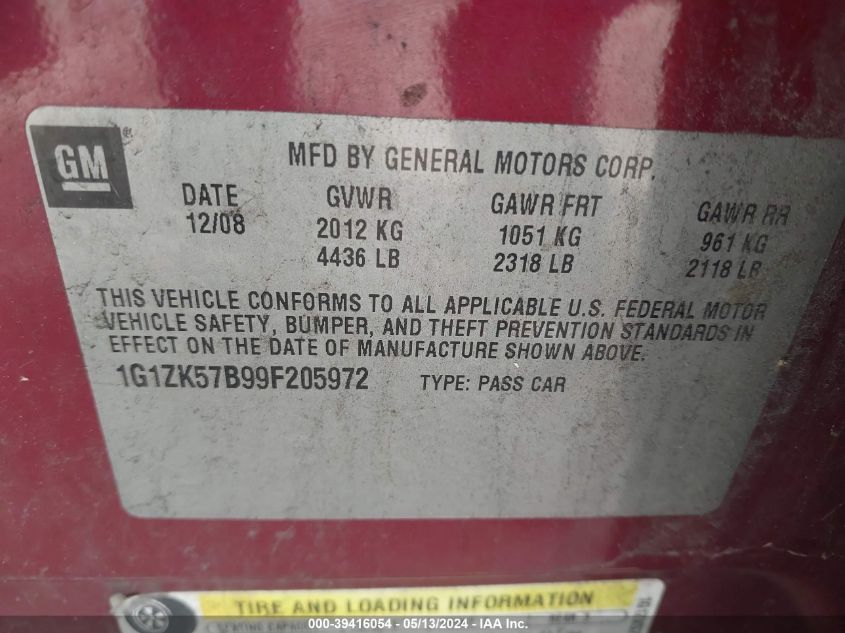 GM
MFD BY GENERAL MOTORS CORP.
DATE GVWR GAWR FRT GAWR RR
12/08 2012 KG 1051 KG 961 KG
4436 LB 2318 LB 2118 LB
THIS VEHICLE CONFORMS TO ALL APPLICABLE U.S. FEDERAL MOTOR
VEHICLE SAFETY, BUMPER, AND THEFT PREVENTION STANDARDS IN
EFFECT ON THE DATE OF MANUFACTURE SHOWN ABOVE.
1G1ZK57B99F205972 TYPE: PASS CAR
TIRE AND LOADING INFORMATION
SEATING CAPACITY
© - 39416054 - 05/13/2024 - IAA Inc.